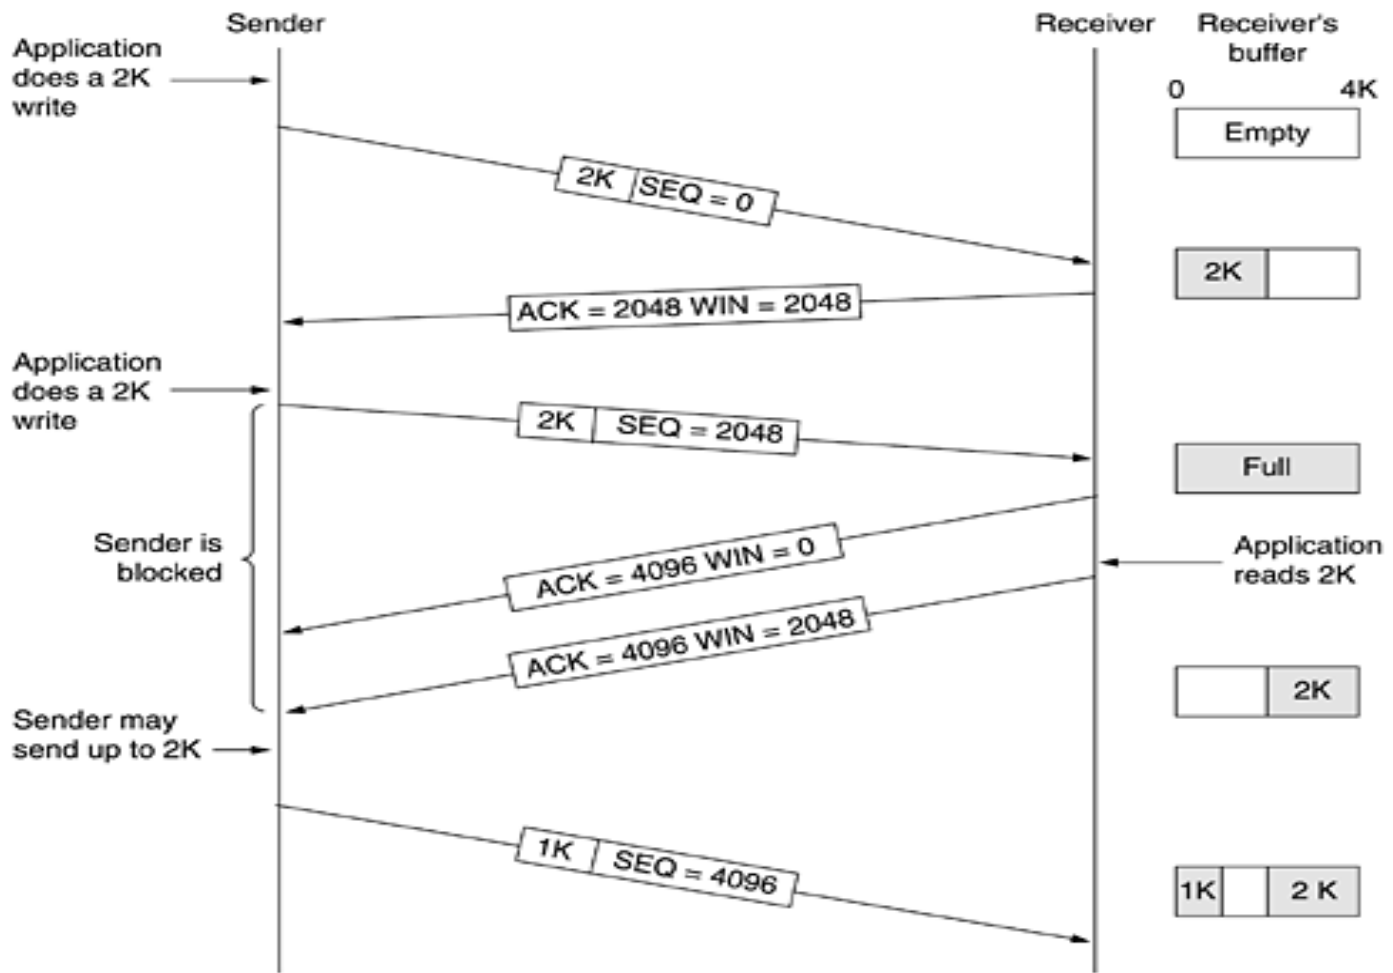 Sender
Receiver
Receiver's
buffer
Application
does a 2K
write
0
4K
Empty
2K
SEQ = 0
2K
ACK = 2048 WIN = 2048
Application
does a 2K
write
2K
SEQ = 2048
Full
Sender is
blocked
ACK = 4096 WIN = 0
Application
reads 2K
ACK = 4096 WIN = 2048
2K
Sender may
send up to 2K
1K
SEQ = 4096
1K
2 K